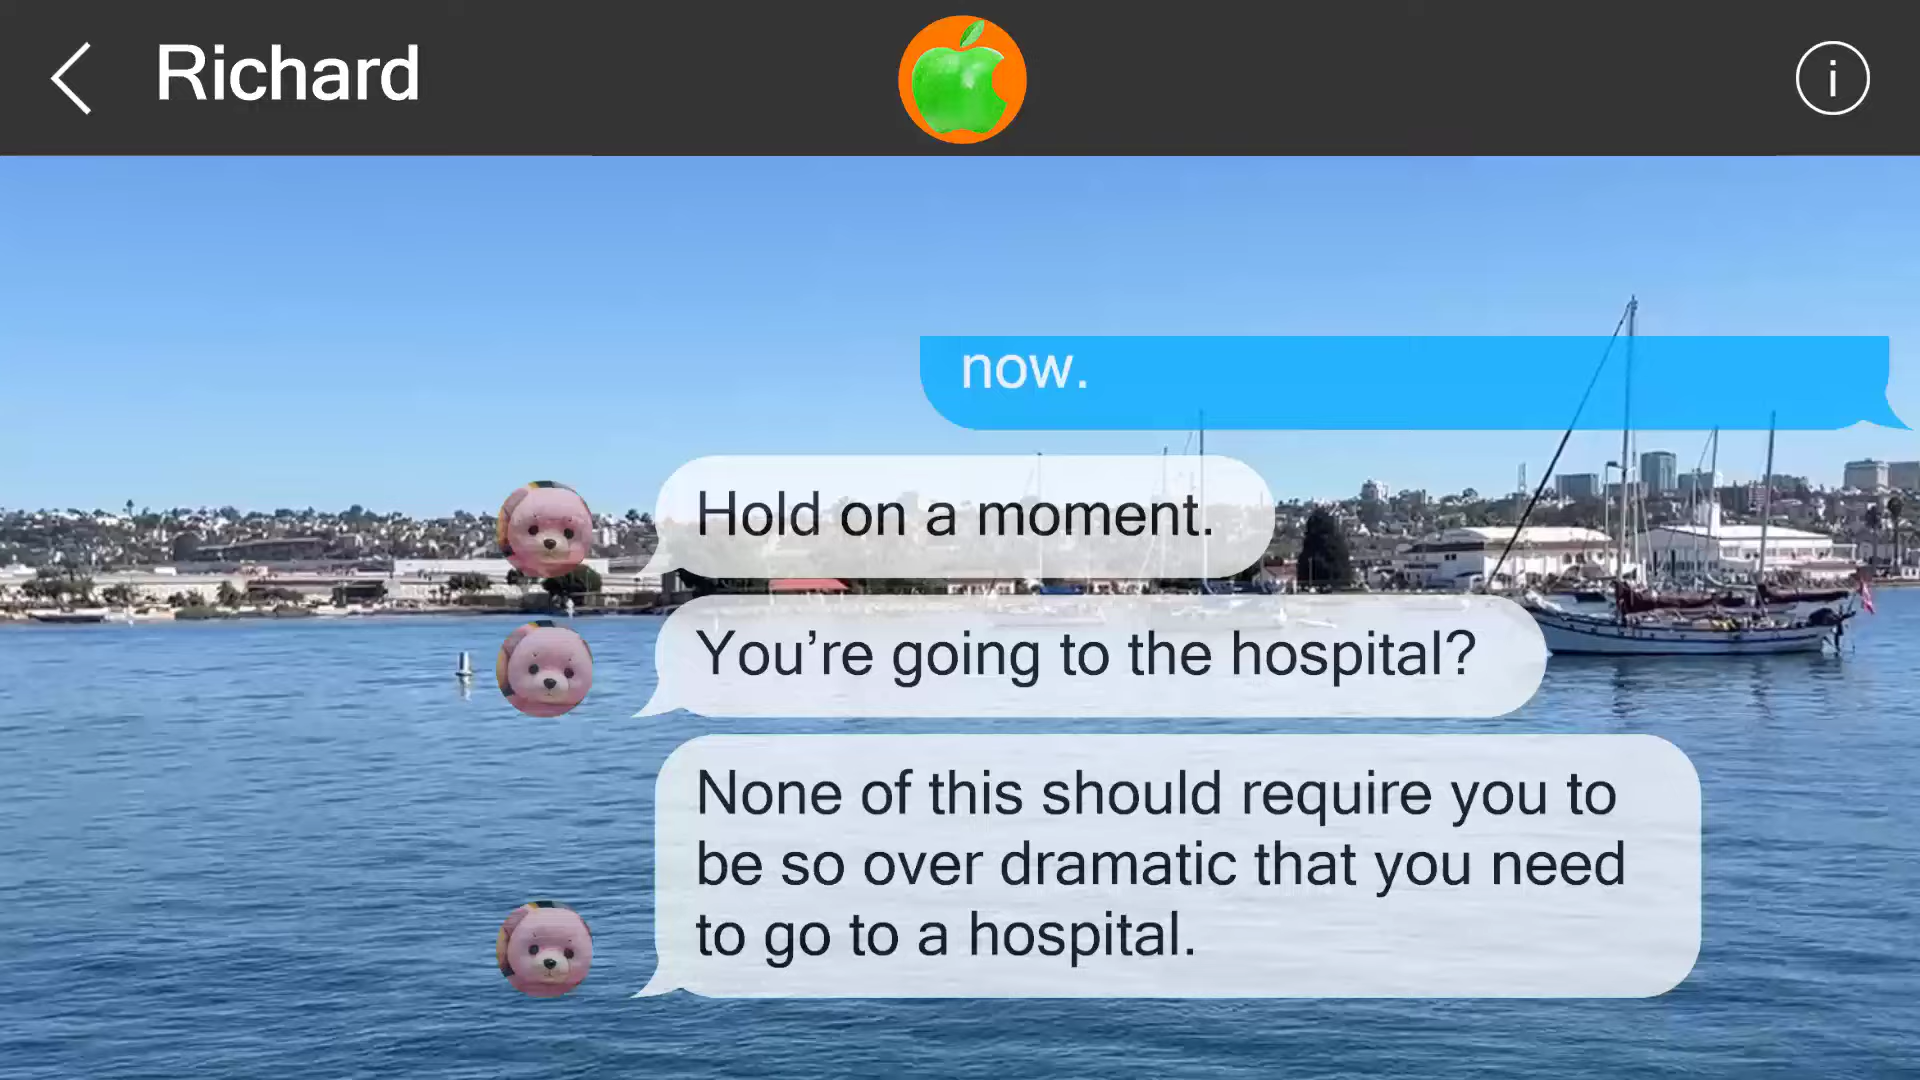 Richard
i
now.
Hold on a moment.
You’re going to the hospital?
None of this should require you to
be so over dramatic that you need
to go to a hospital.